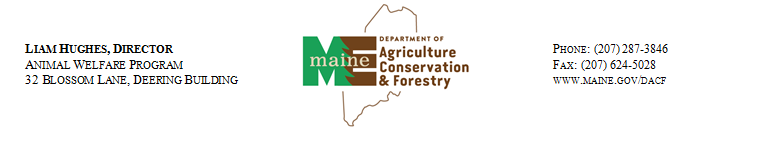 LIAM HUGHES, DIRECTOR
ANIMAL WELFARE PROGRAM
32 BLOSSOM LANE, DEERING BUILDING
DEPARTMENT OF
Agriculture
Conservation
& Forestry
maine
ME
PHONE: (207) 287-3846
FAX: (207) 624-5028
WWW.MAINE.GOV/DACF